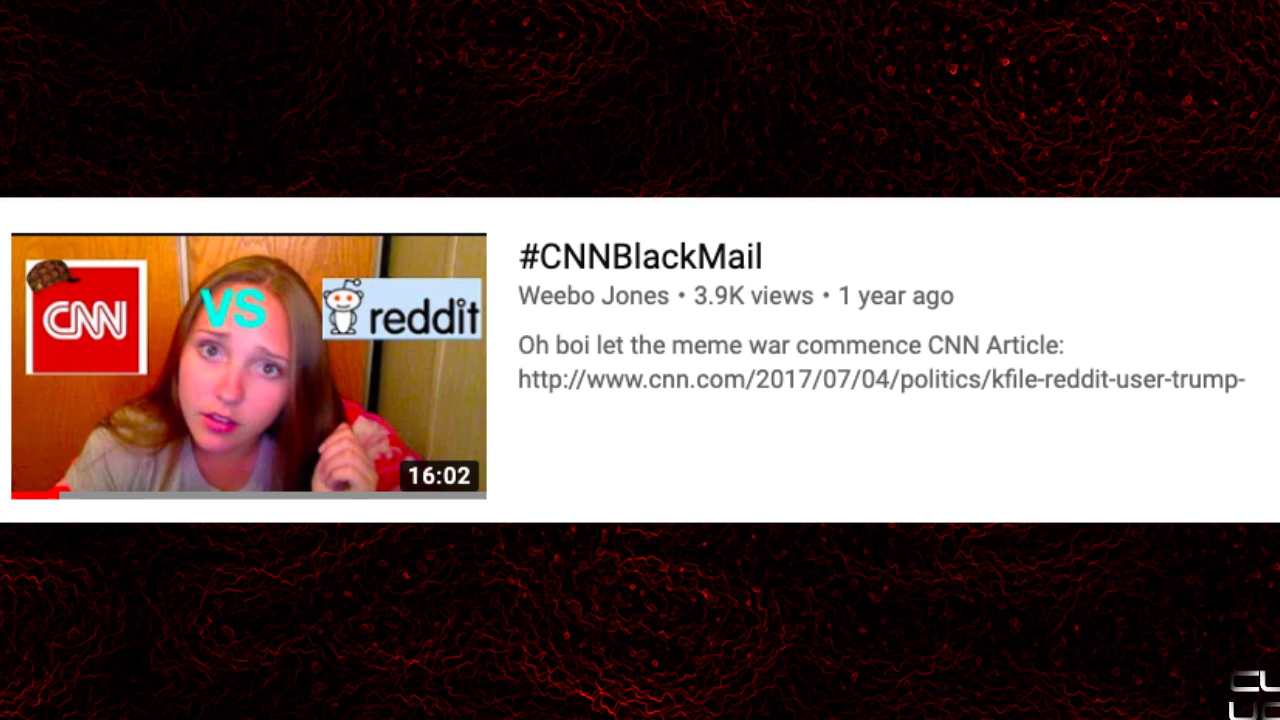 CNN
VS
reddit
16:02
#CNNBlackMail
Weebo Jones • 3.9K views • 1 year ago
Oh boi let the meme war commence CNN Article:
http://www.cnn.com/2017/07/04/politics/kfile-reddit-user-trump-